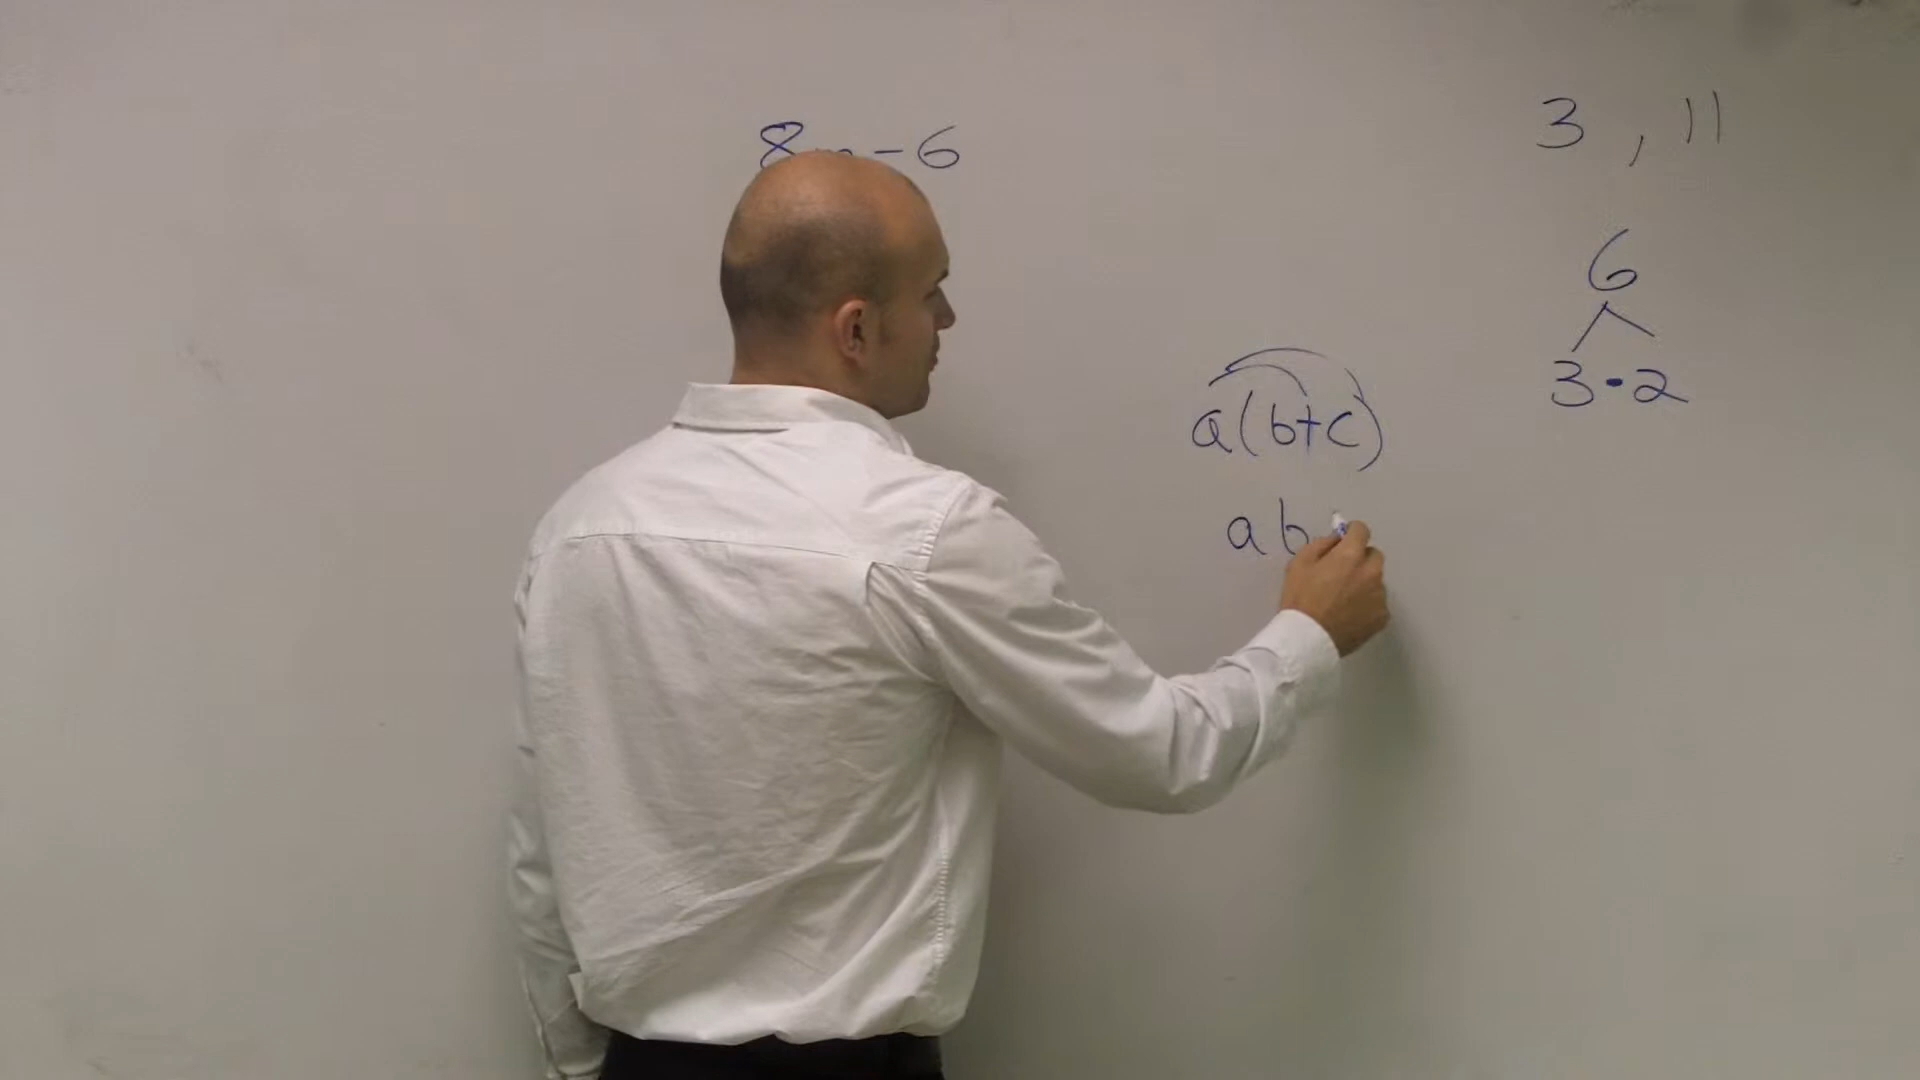 8 - 6
3 , 11
6
3 • 2
a(b+c)
ab